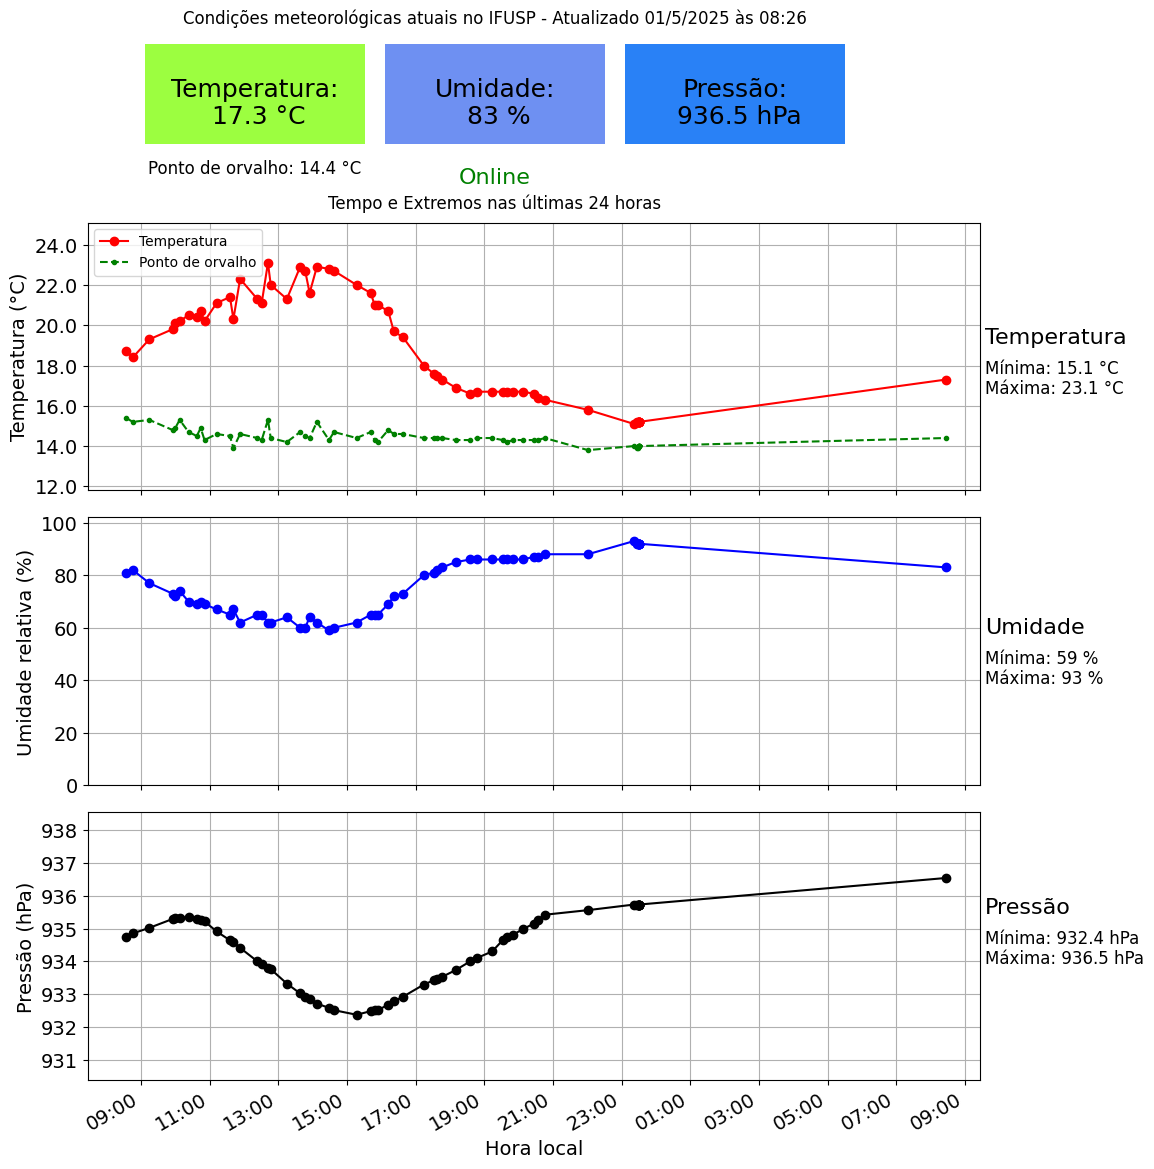 Condições meteorológicas atuais no IFUSP - Atualizado 01/5/2025 às 08:26
Temperatura:
17.3 °C
Umidade:
83 %
Pressão:
936.5 hPa
Ponto de orvalho: 14.4 °C
Online
Tempo e Extremos nas últimas 24 horas
Temperatura
Ponto de orvalho
Temperatura (°C)
24.0
22.0
20.0
18.0
16.0
14.0
12.0
Temperatura
Mínima: 15.1 °C
Máxima: 23.1 °C
Umidade relativa (%)
100
80
60
40
20
0
Umidade
Mínima: 59 %
Máxima: 93 %
Pressão (hPa)
938
937
936
935
934
933
932
931
Pressão
Mínima: 932.4 hPa
Máxima: 936.5 hPa
09:00 11:00 13:00 15:00 17:00 19:00 21:00 23:00 01:00 03:00 05:00 07:00 09:00
Hora local